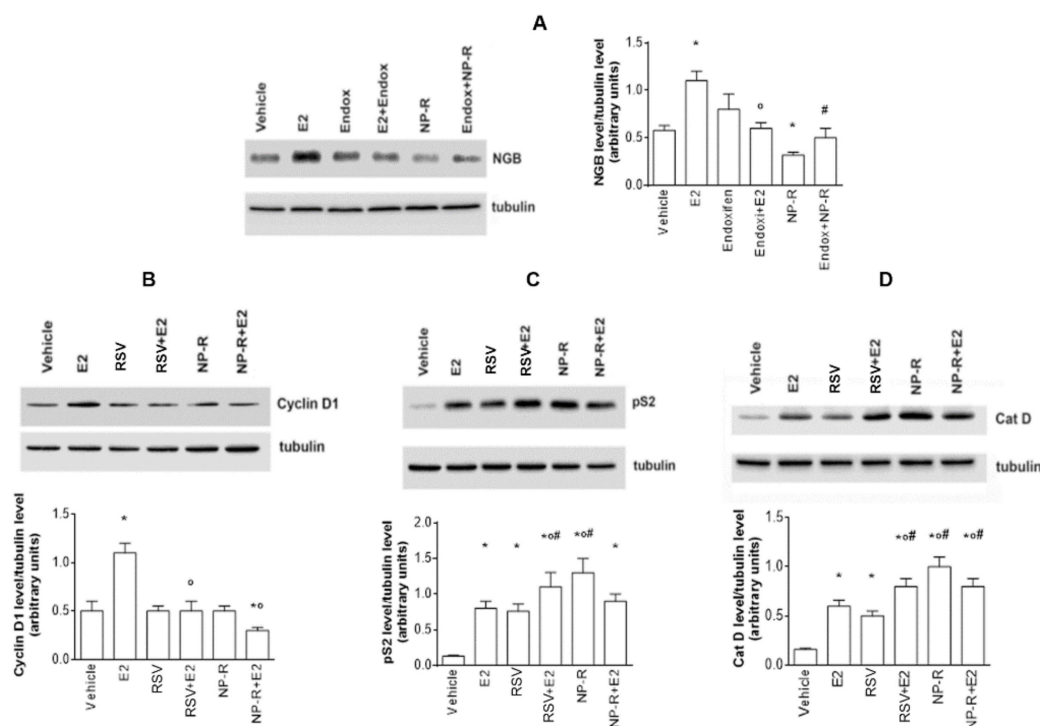 A
Vehicle
E2
Endox
E2+Endox
NP-R
Endox+NP-R
NGB
tubulin
NGB level/tubulin level
(arbitrary units)
1.5
1.0
0.5
0.0
*
o
*
#
Vehicle
E2
Endoxifen
Endoxi+E2
NP-R
Endox+NP-R
B
Vehicle
E2
RSV
RSV+E2
NP-R
NP-R+E2
Cyclin D1
tubulin
Cyclin D1 level/tubulin level
(arbitrary units)
1.5
1.0
0.5
0.0
*
o
*o
Vehicle
E2
RSV
RSV+E2
NP-R
NP-R+E2
C
Vehicle
E2
RSV
RSV+E2
NP-R
NP-R+E2
pS2
tubulin
pS2 level/tubulin level
(arbitrary units)
2.0
1.5
1.0
0.5
0.0
*
*
*o#
*o#
*
Vehicle
E2
RSV
RSV+E2
NP-R
NP-R+E2
D
Vehicle
E2
RSV
RSV+E2
NP-R
NP-R+E2
Cat D
tubulin
Cat D level/tubulin level
(arbitrary units)
1.5
1.0
0.5
0.0
*
*
*o#
*o#
*o#
Vehicle
E2
RSV
RSV+E2
NP-R
NP-R+E2